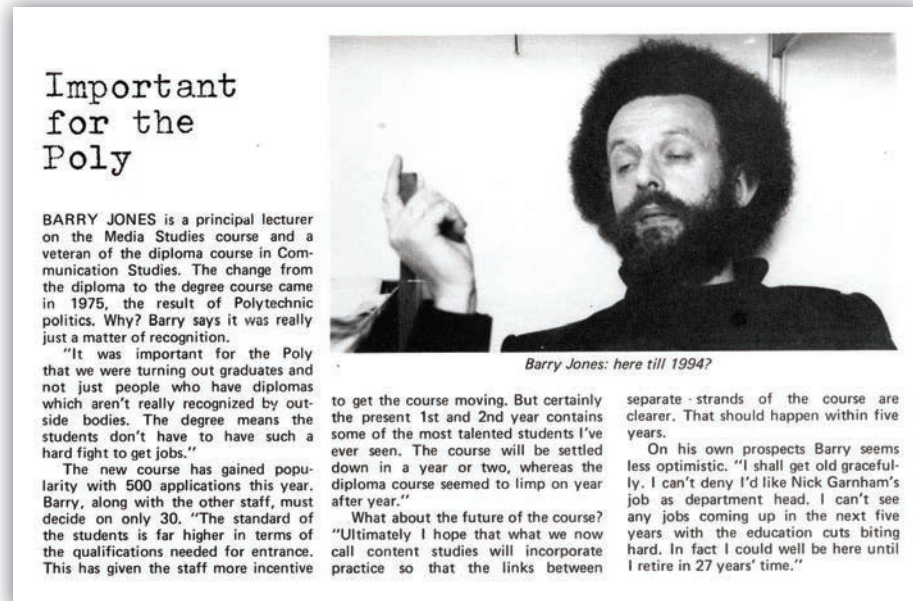 Important
for the
Poly
BARRY JONES is a principal lecturer
on the Media Studies course and a
veteran of the diploma course in Com-
munication Studies. The change from
the diploma to the degree course came
in 1975, the result of Polytechnic
politics. Why? Barry says it was really
just a matter of recognition.
"It was important for the Poly
that we were turning out graduates and
not just people who have diplomas
which aren't really recognized by out-
side bodies. The degree means the
students don't have to have such a
hard fight to get jobs."
The new course has gained popu-
larity with 500 applications this year.
Barry, along with the other staff, must
decide on only 30. "The standard of
the students is far higher in terms of
the qualifications needed for entrance.
This has given the staff more incentive
Barry Jones: here till 1994?
to get the course moving. But certainly
the present 1st and 2nd year contains
some of the most talented students I've
ever seen. The course will be settled
down in a year or two, whereas the
diploma course seemed to limp on year
after year."
What about the future of the course?
"Ultimately I hope that what we now
call content studies will incorporate
practice so that the links between
separate strands of the course are
clearer. That should happen within five
years.
On his own prospects Barry seems
less optimistic. "I shall get old graceful-
ly. I can't deny I'd like Nick Garnham's
job as department head. I can't see
any jobs coming up in the next five
years with the education cuts biting
hard. In fact I could well be here until
I retire in 27 years' time."